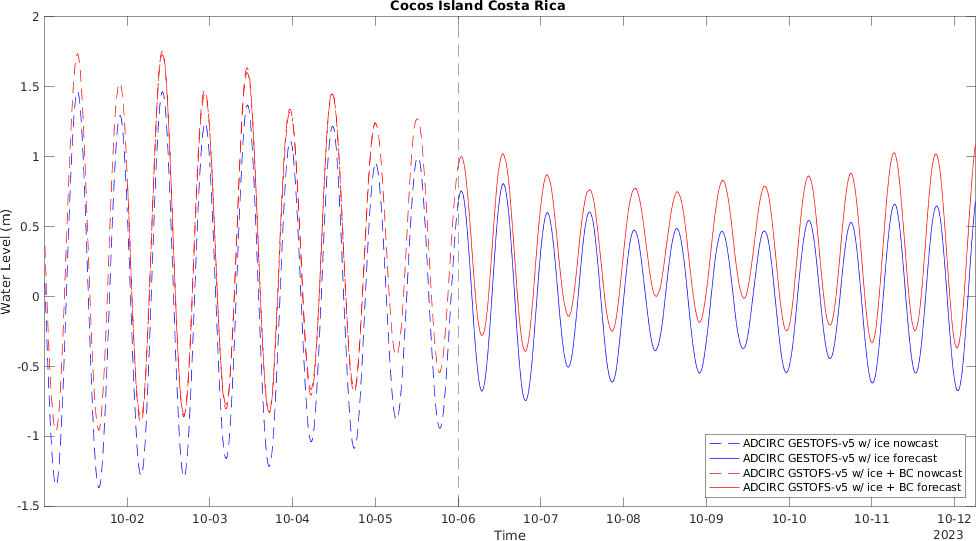 Cocos Island Costa Rica
2
1.5
1
0.5
0
-0.5
-1
-1.5
Water Level (m)
ADCIRC GESTOFS-v5 w/ ice nowcast
ADCIRC GESTOFS-v5 w/ ice forecast
ADCIRC GSTOFS-v5 w/ ice + BC nowcast
ADCIRC GSTOFS-v5 w/ ice + BC forecast
10-02 10-03 10-04 10-05 10-06 10-07 10-08 10-09 10-10 10-11 10-12
Time
2023